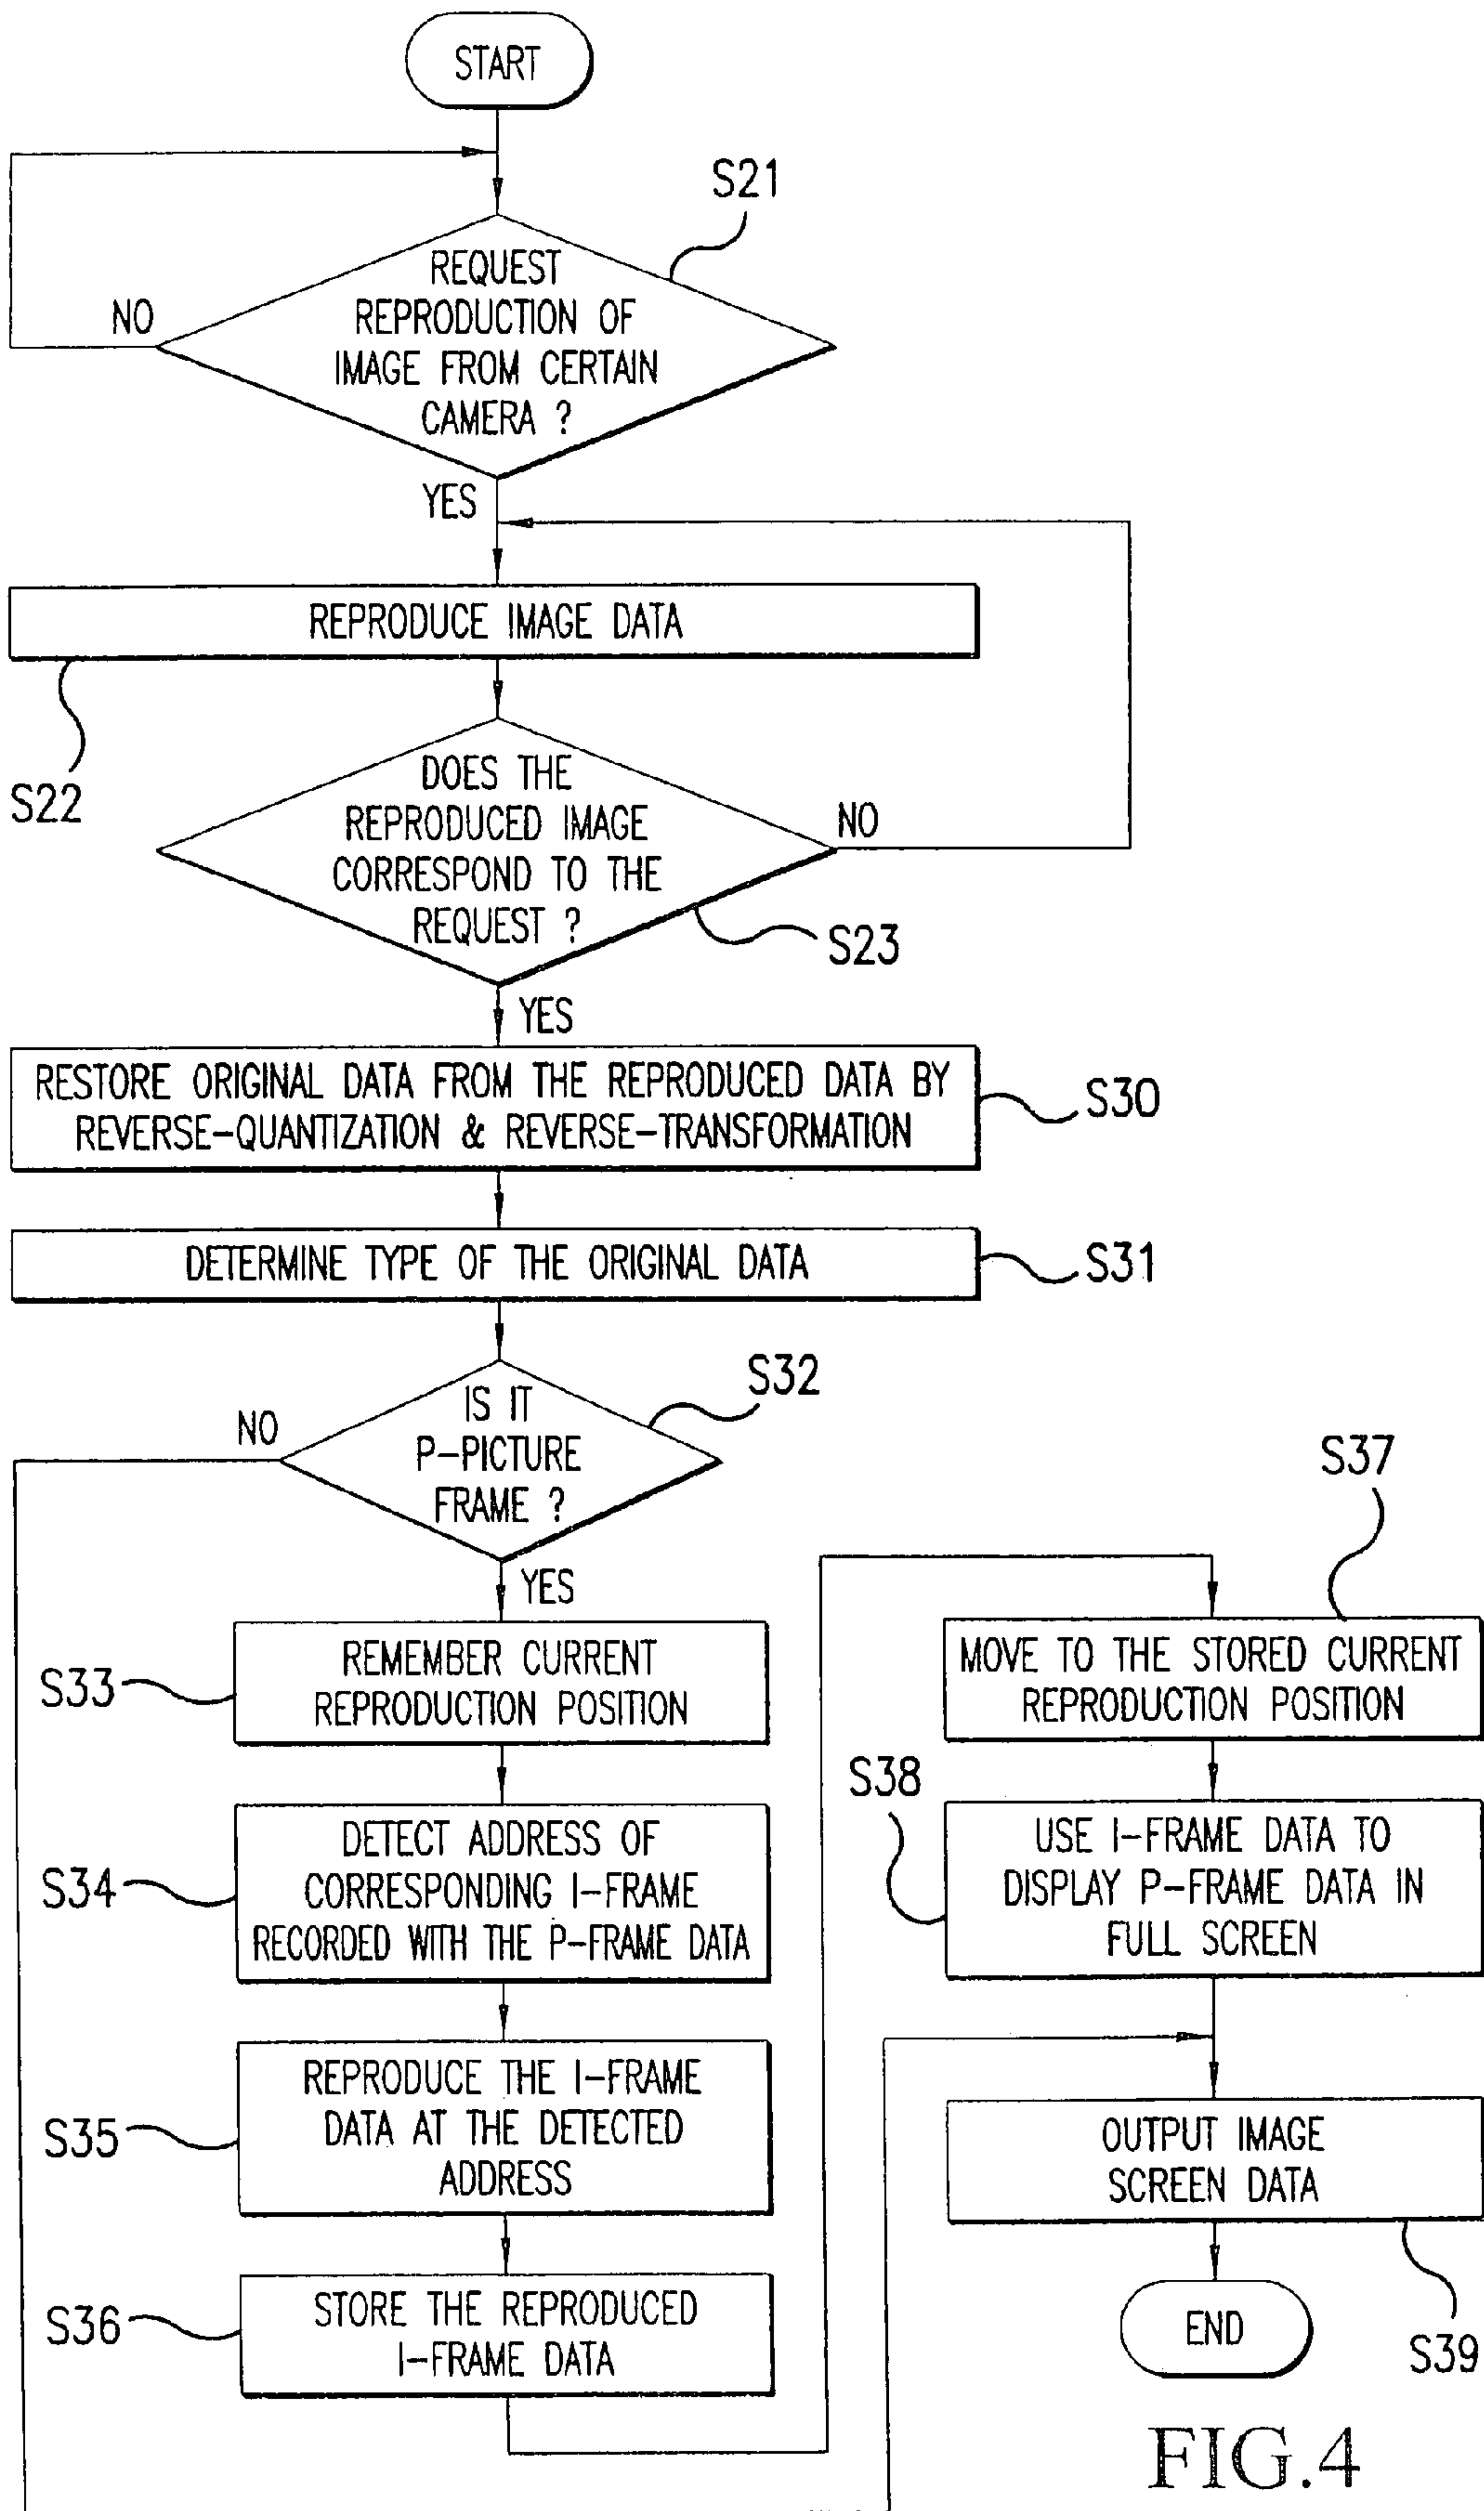 START
S21
REQUEST
REPRODUCTION OF
IMAGE FROM CERTAIN
CAMERA ?
NO
YES
REPRODUCE IMAGE DATA
S22
DOES THE
REPRODUCED IMAGE
CORRESPOND TO THE
REQUEST ?
NO
S23
YES
RESTORE ORIGINAL DATA FROM THE REPRODUCED DATA BY
REVERSE-QUANTIZATION & REVERSE-TRANSFORMATION
S30
DETERMINE TYPE OF THE ORIGINAL DATA
S31
IS IT
P-PICTURE
FRAME ?
S32
NO
YES
REMEMBER CURRENT
REPRODUCTION POSITION
S33
DETECT ADDRESS OF
CORRESPONDING I-FRAME
RECORDED WITH THE P-FRAME DATA
S34
REPRODUCE THE I-FRAME
DATA AT THE DETECTED
ADDRESS
S35
STORE THE REPRODUCED
I-FRAME DATA
S36
S37
MOVE TO THE STORED CURRENT
REPRODUCTION POSITION
S38
USE I-FRAME DATA TO
DISPLAY P-FRAME DATA IN
FULL SCREEN
OUTPUT IMAGE
SCREEN DATA
S39
END
FIG.4